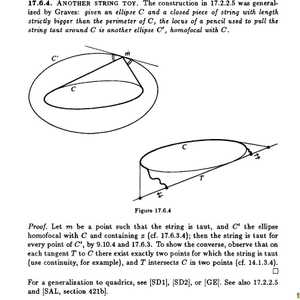 17.6.4. ANOTHER STRING TOY. The construction in 17.2.2.5 was general-
ized by Graves: given an ellipse C and a closed piece of string with length
strictly bigger than the perimeter of C, the locus of a pencil used to pull the
string taut around C is another ellipse C', homofocal with C.
C'
m
C
C
T
Figure 17.6.4
Proof. Let m be a point such that the string is taut, and C' the ellipse
homofocal with C and containing x (cf. 17.6.3.4); then the string is taut for
every point of C', by 9.10.4 and 17.6.3. To show the converse, observe that on
each tangent T to C there exist exactly two points for which the string is taut
(use continuity, for example), and T intersects C in two points (cf. 14.1.3.4).
□
For a generalization to quadrics, see [SD1], [SD2], or [GE]. See also 17.2.2.5
and [SAL, section 421b].